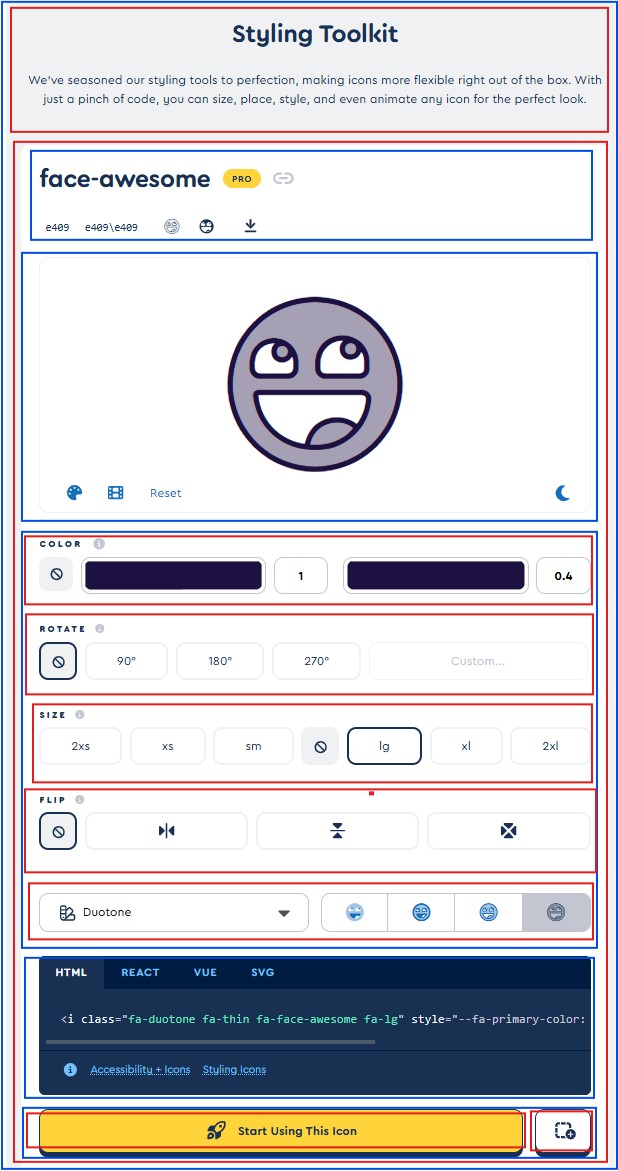 Styling Toolkit
We've seasoned our styling tools to perfection, making icons more flexible right out of the box. With
just a pinch of code, you can size, place, style, and even animate any icon for the perfect look.
face-awesome PRO
e409 e409\e409
Reset
COLOR
1 0.4
ROTATE
90° 180° 270° Custom...
SIZE
2xs xs sm lg xl 2xl
FLIP
Duotone
HTML REACT VUE SVG
<i class="fa-duotone fa-thin fa-face-awesome fa-lg" style="--fa-primary-color:
Accessibility + Icons Styling Icons
Start Using This Icon